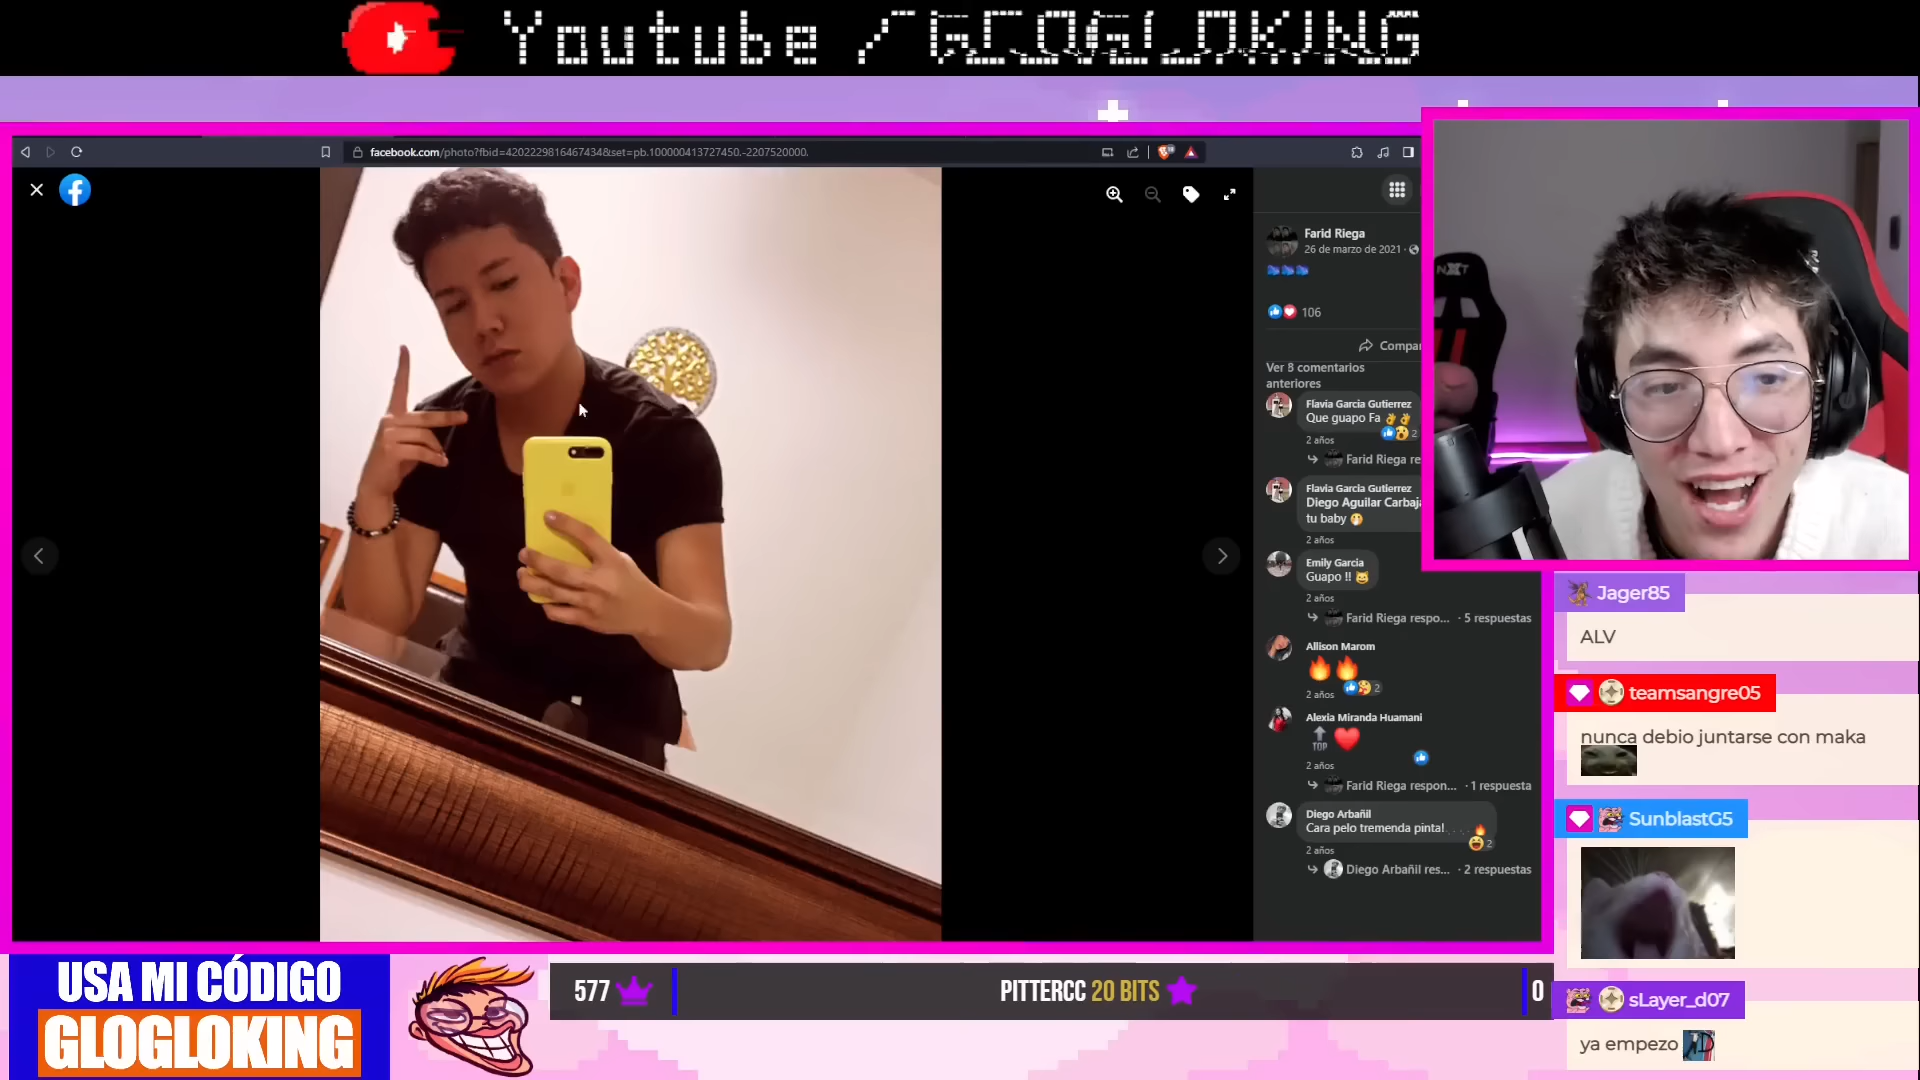 Youtube / GLOGLOKING
facebook.com/photo?fbid=4202229816467434&set=pb.100000413727450.-2207520000.
Farid Riega
26 de marzo de 2021 ·
106
Compar
Ver 8 comentarios
anteriores
Flavia Garcia Gutierrez
Que guapo Fa 👌👌
2
2 años
Farid Riega re
Flavia Garcia Gutierrez
Diego Aguilar Carbaja
tu baby
2 años
Emily Garcia
Guapo !! 😸
2 años
Farid Riega respo... · 5 respuestas
Allison Marom
🔥🔥
2 años
2
Alexia Miranda Huamani
🔝❤️
2 años
Farid Riega respon... · 1 respuesta
Diego Arbañil
Cara pelo tremenda pinta!
2
2 años
Diego Arbañil res... · 2 respuestas
NXT
Jager85
ALV
teamsangre05
nunca debio juntarse con maka
SunblastG5
sLayer_d07
ya empezo
USA MI CÓDIGO
GLOGLOKING
577
PITTERCC 20 BITS
0